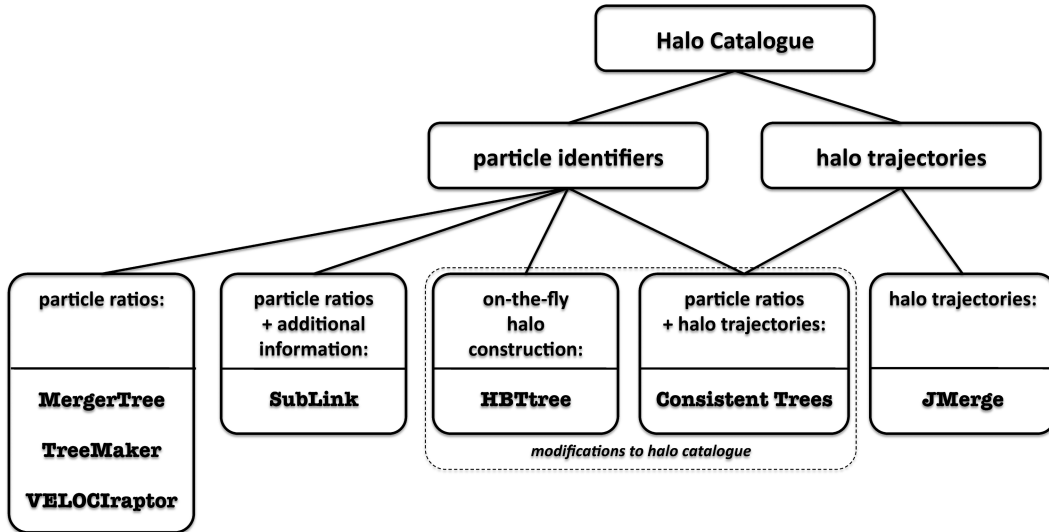 Halo Catalogue
particle identifiers
halo trajectories
particle ratios:
MergerTree
TreeMaker
VELOCIraptor
particle ratios
+ additional
information:
SubLink
on-the-fly
halo
construction:
HBTtree
particle ratios
+ halo trajectories:
Consistent Trees
halo trajectories:
JMerge
modifications to halo catalogue